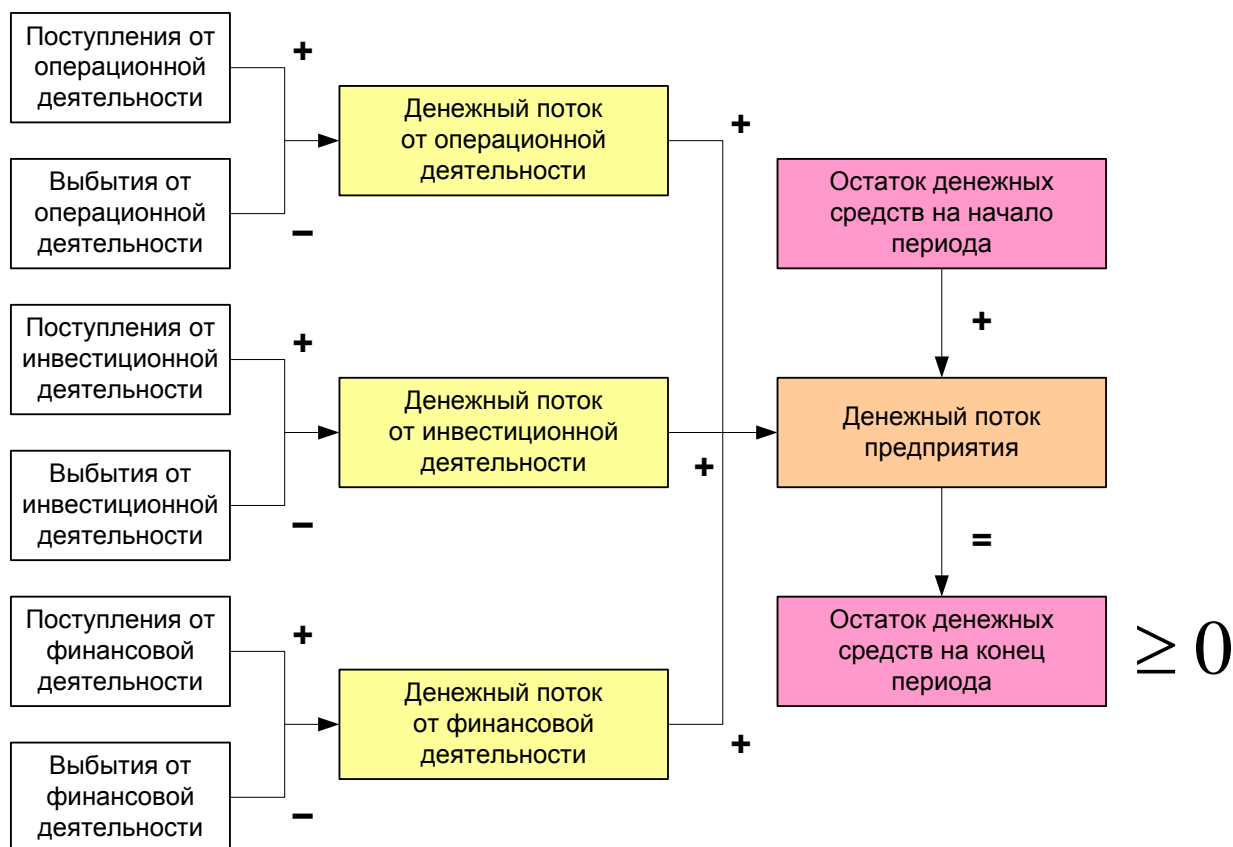 Поступления от
операционной
деятельности
+
Выбытия от
операционной
деятельности
−
Денежный поток
от операционной
деятельности
+
Поступления от
инвестиционной
деятельности
+
Выбытия от
инвестиционной
деятельности
−
Денежный поток
от инвестиционной
деятельности
+
Поступления от
финансовой
деятельности
+
Выбытия от
финансовой
деятельности
−
Денежный поток
от финансовой
деятельности
+
Остаток денежных
средств на начало
периода
+
Денежный поток
предприятия
=
Остаток денежных
средств на конец
периода
≥ 0